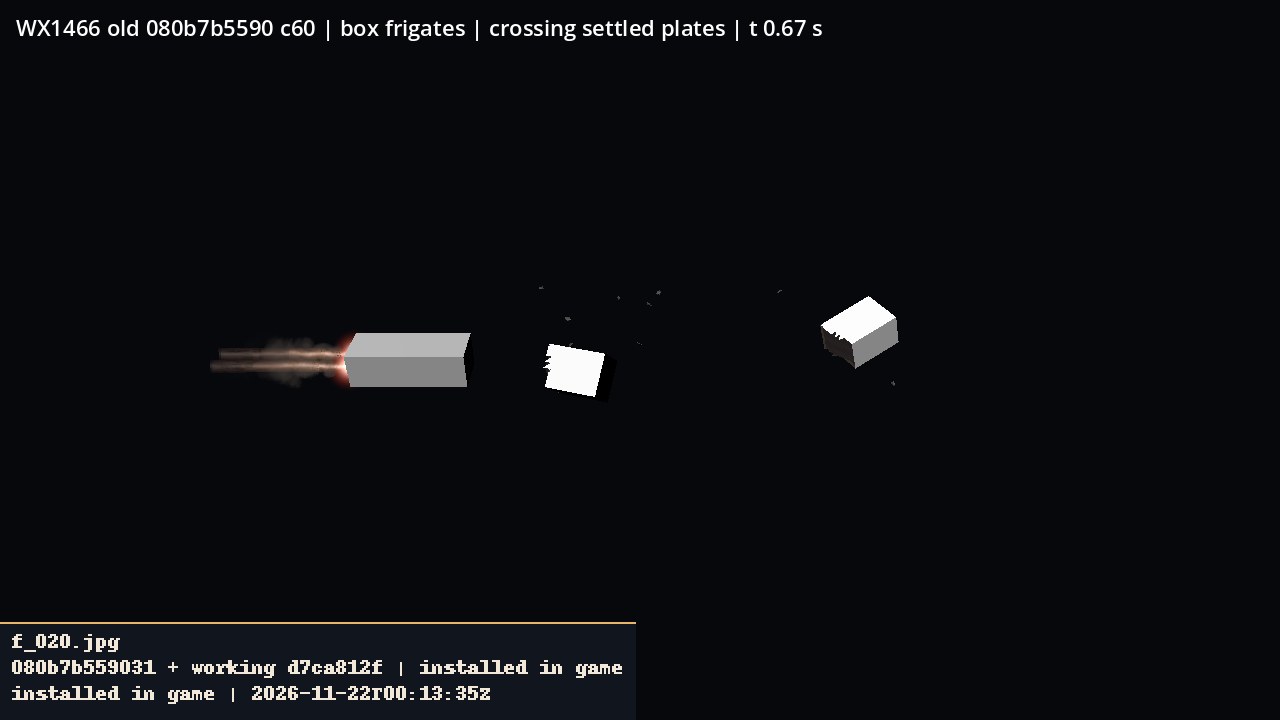 WX1466 old 080b7b5590 c60 | box frigates | crossing settled plates | t 0.67 s
f_020.jpg
080b7b559031 + working d7ca812f | installed in game
installed in game | 2026-11-22T00:13:35Z